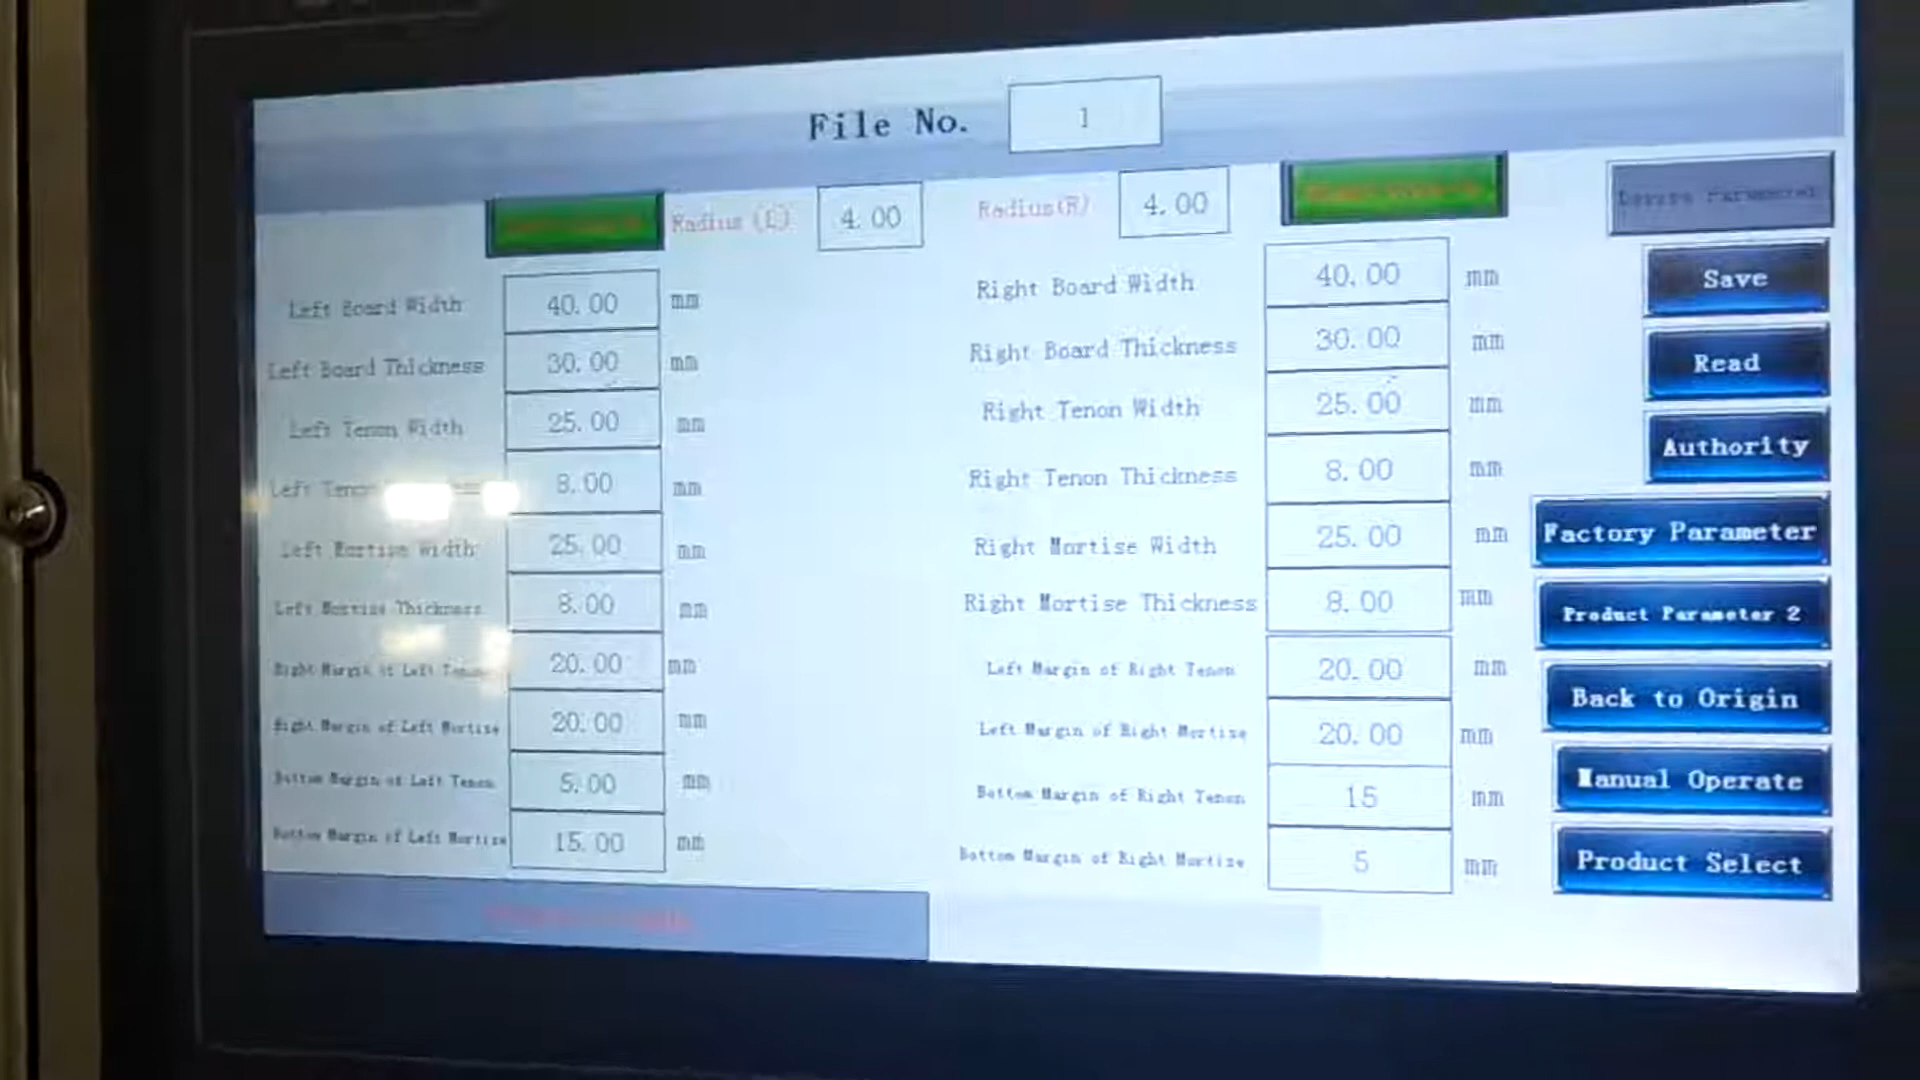 File No. 1
Radius (L) 4.00 Radius(R) 4.00
Left Board Width 40.00 mm Right Board Width 40.00 mm Save
Left Board Thickness 30.00 mm Right Board Thickness 30.00 mm Read
Left Tenon Width 25.00 mm Right Tenon Width 25.00 mm Authority
Left Tenon 8.00 mm Right Tenon Thickness 8.00 mm
Left Mortise Width 25.00 mm Right Mortise Width 25.00 mm Factory Parameter
Left Mortise Thickness 8.00 mm Right Mortise Thickness 8.00 mm Product Parameter 2
Right Margin of Left Tenon 20.00 mm Left Margin of Right Tenon 20.00 mm Back to Origin
Right Margin of Left Mortise 20.00 mm Left Margin of Right Mortise 20.00 mm
Bottom Margin of Left Tenon 5.00 mm Bottom Margin of Right Tenon 15 mm Manual Operate
Bottom Margin of Left Mortise 15.00 mm Bottom Margin of Right Mortise 5 mm Product Select